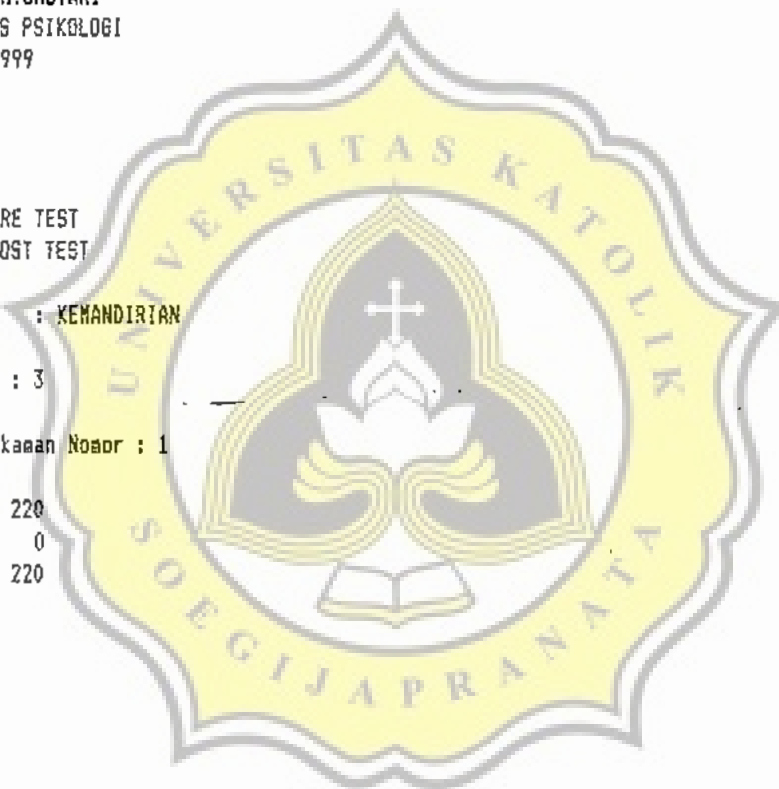 S PSIKOLOGI
999
RE TEST
OST TEST
: KEMANDIRIAN
: 3
kaman Nomor : 1
220
0
220
UNIVERSITAS KATOLIK
SOEGIJAPRANATA